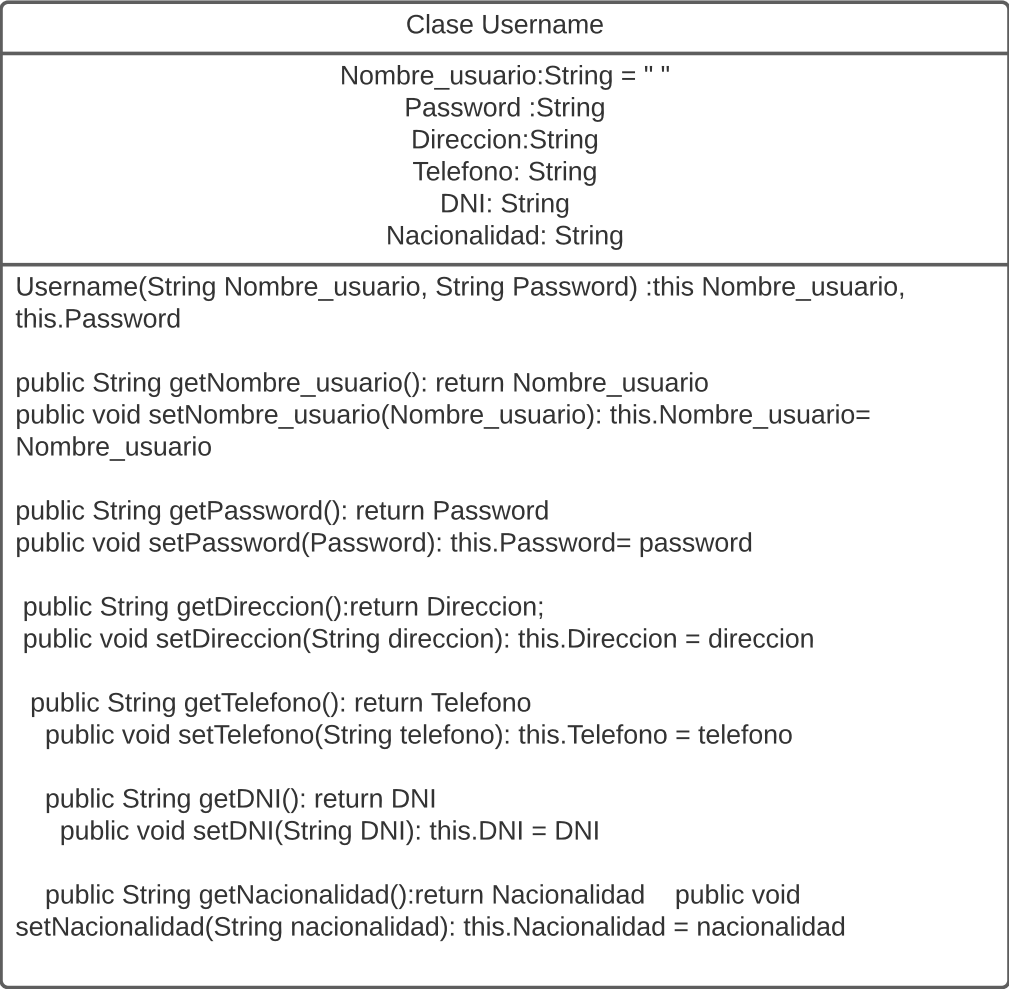 Clase Username
Nombre_usuario:String = " "
Password :String
Direccion:String
Telefono: String
DNI: String
Nacionalidad: String
Username(String Nombre_usuario, String Password) :this Nombre_usuario,
this.Password
public String getNombre_usuario(): return Nombre_usuario
public void setNombre_usuario(Nombre_usuario): this.Nombre_usuario=
Nombre_usuario
public String getPassword(): return Password
public void setPassword(Password): this.Password= password
public String getDireccion():return Direccion;
public void setDireccion(String direccion): this.Direccion = direccion
public String getTelefono(): return Telefono
public void setTelefono(String telefono): this.Telefono = telefono
public String getDNI(): return DNI
public void setDNI(String DNI): this.DNI = DNI
public String getNacionalidad():return Nacionalidad    public void
setNacionalidad(String nacionalidad): this.Nacionalidad = nacionalidad